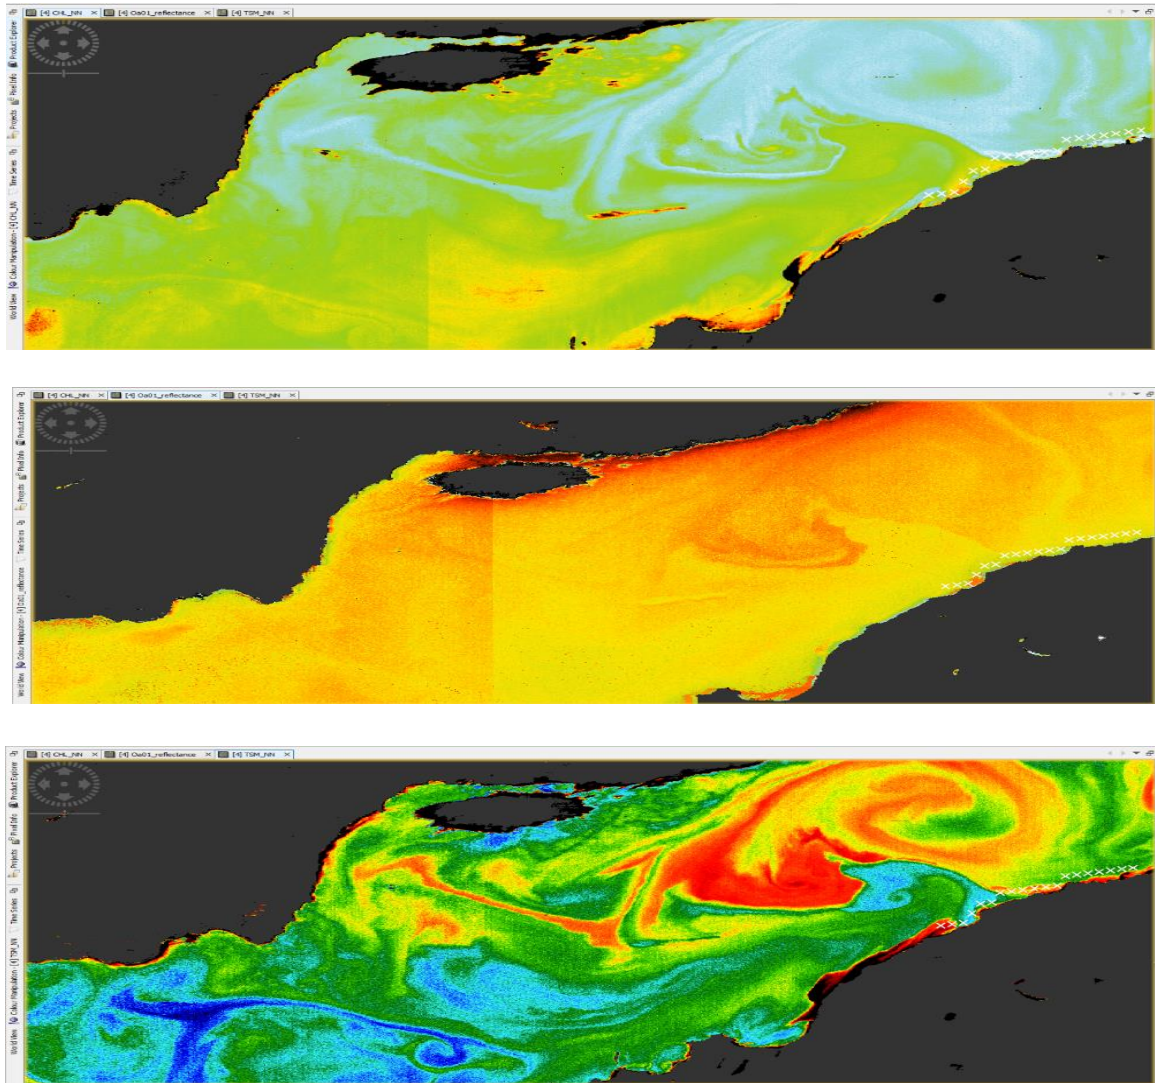 [4] CHL_NN × [4] Oa01_reflectance × [4] TSM_NN ×
World View Colour Manipulation - [4] CHL_NN Time Series Projects Pixel Info Product Explorer
[4] CHL_NN × [4] Oa01_reflectance × [4] TSM_NN ×
World View Colour Manipulation - [4] Oa01_reflectance Time Series Projects Pixel Info Product Explorer
[4] CHL_NN × [4] Oa01_reflectance × [4] TSM_NN ×
World View Colour Manipulation - [4] TSM_NN Time Series Projects Pixel Info Product Explorer